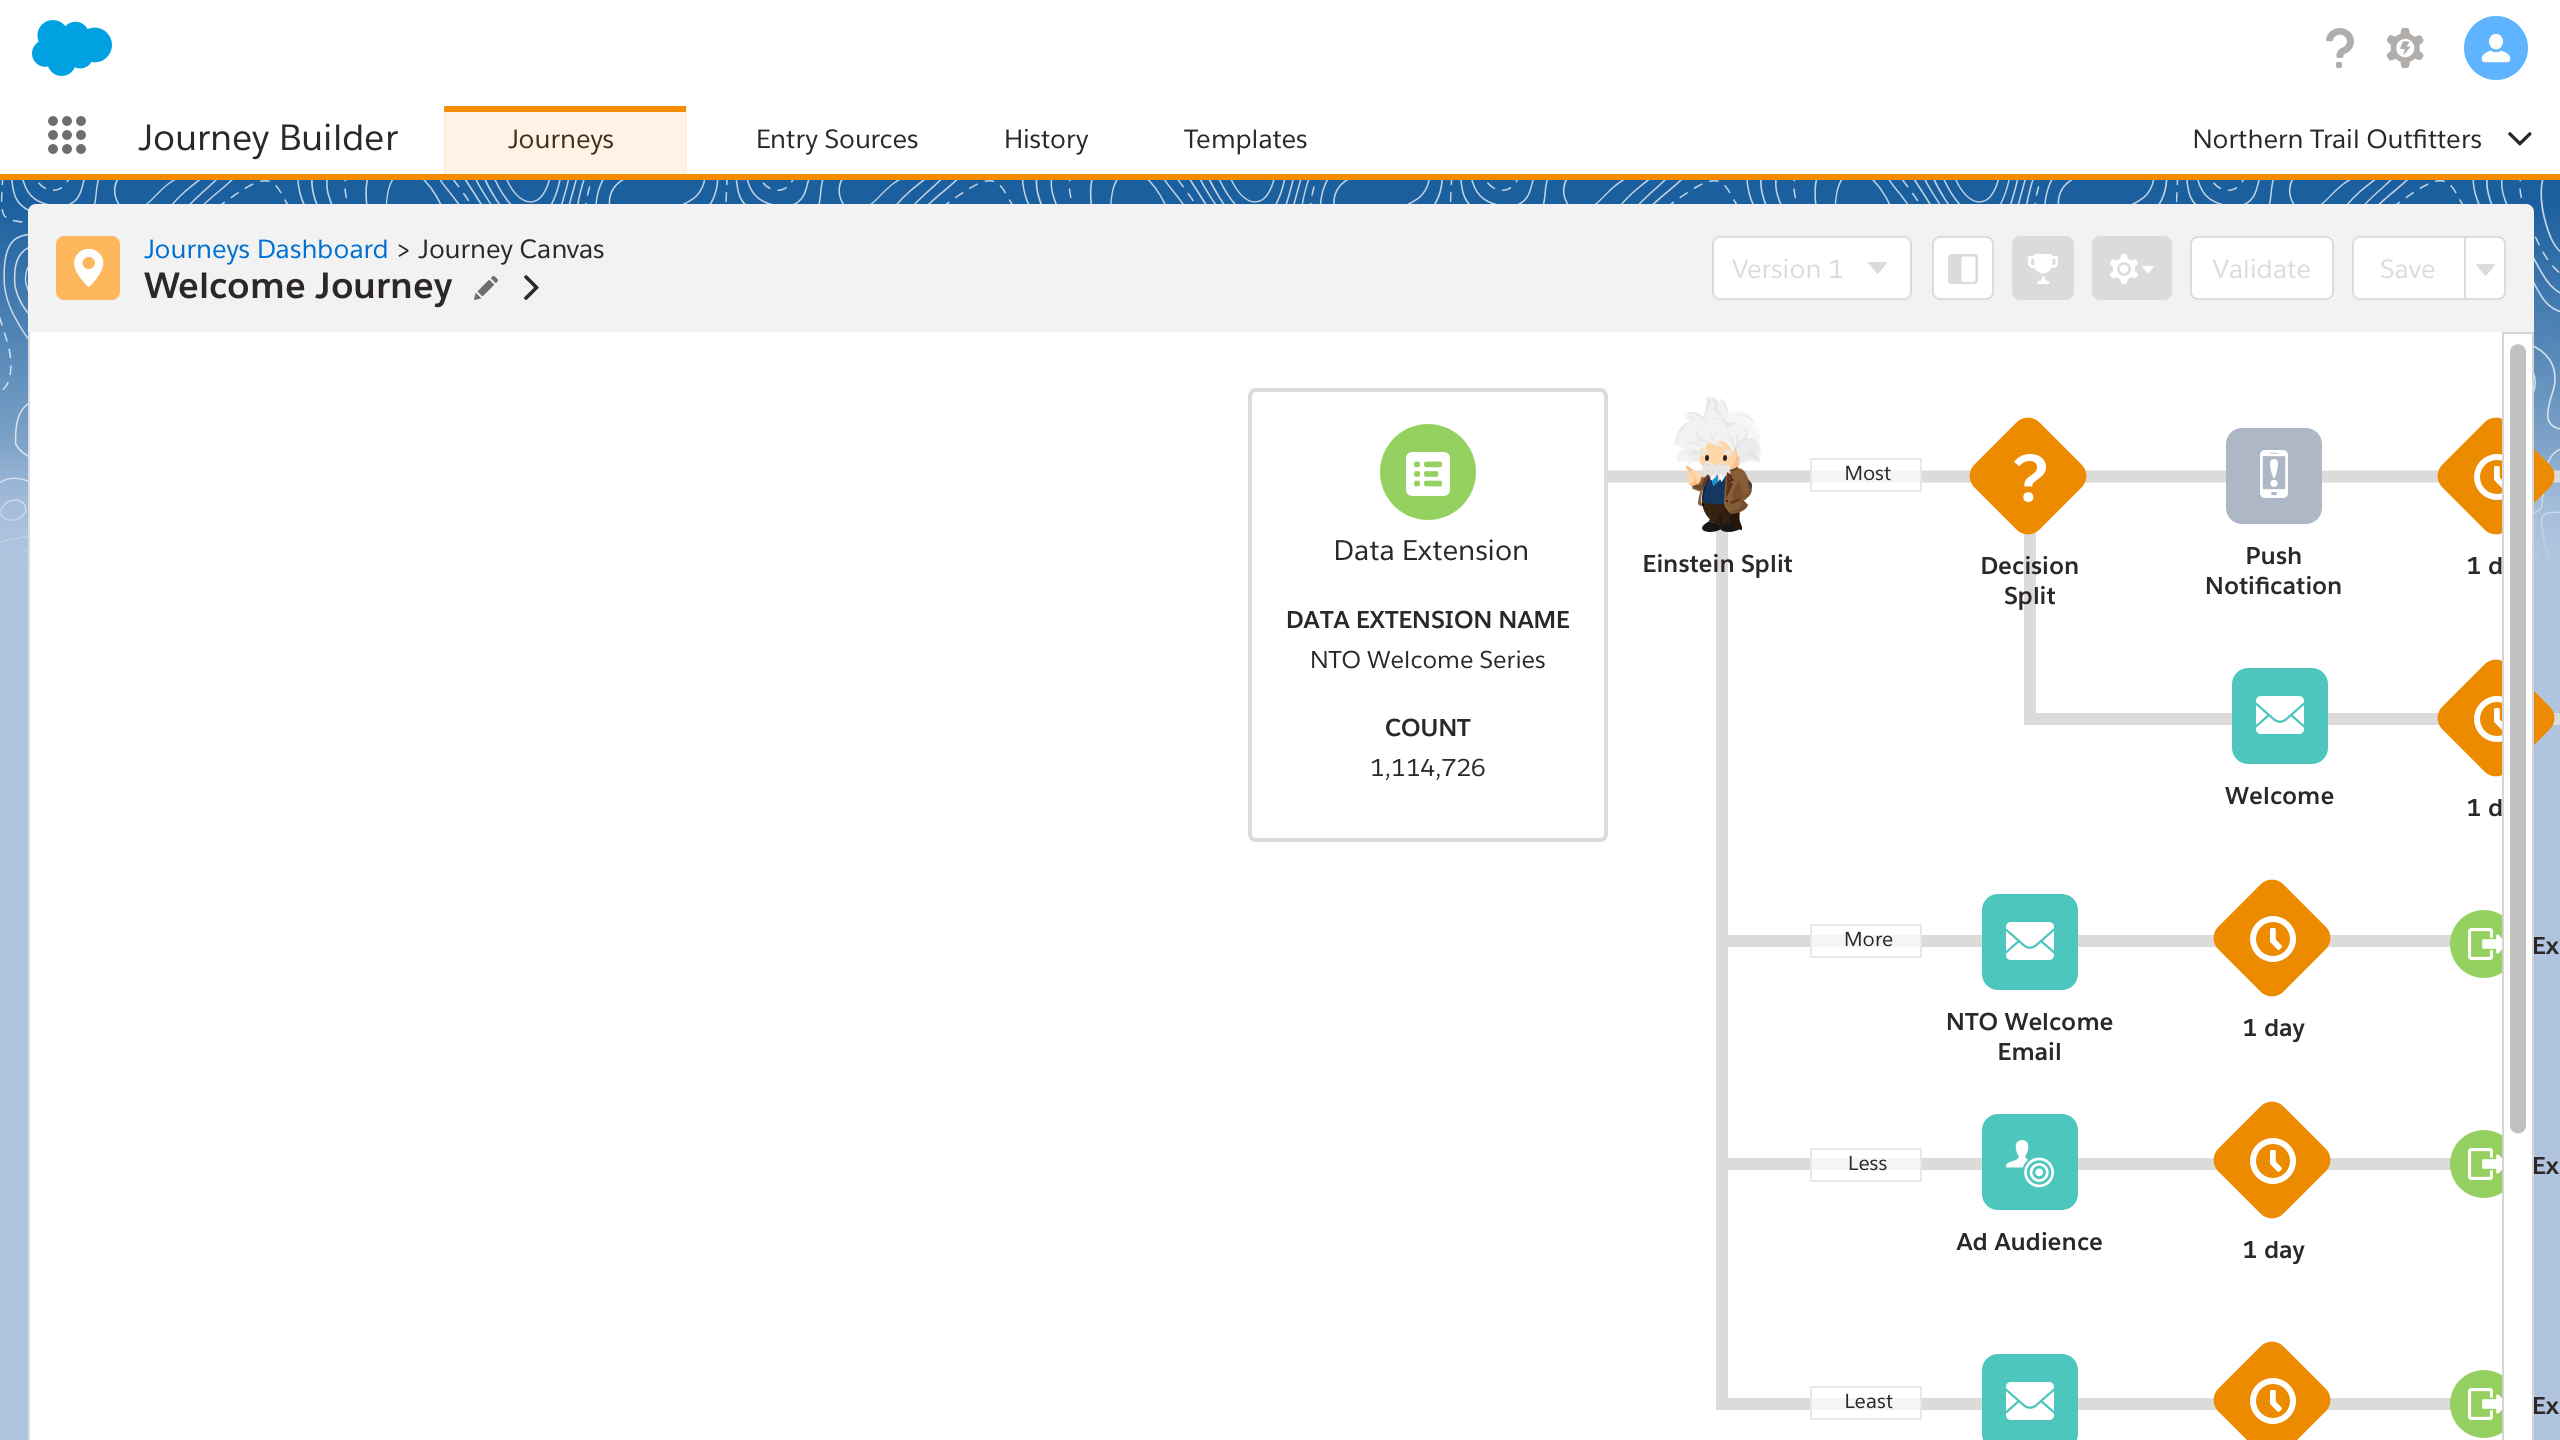 Journey Builder
Journeys
Entry Sources
History
Templates
Northern Trail Outfitters
Journeys Dashboard > Journey Canvas
Welcome Journey
Version 1
Validate
Save
Data Extension
DATA EXTENSION NAME
NTO Welcome Series
COUNT
1,114,726
Einstein Split
Most
Decision
Split
Push
Notification
1 d
Welcome
1 d
More
NTO Welcome
Email
1 day
Ex
Less
Ad Audience
1 day
Ex
Least
Ex